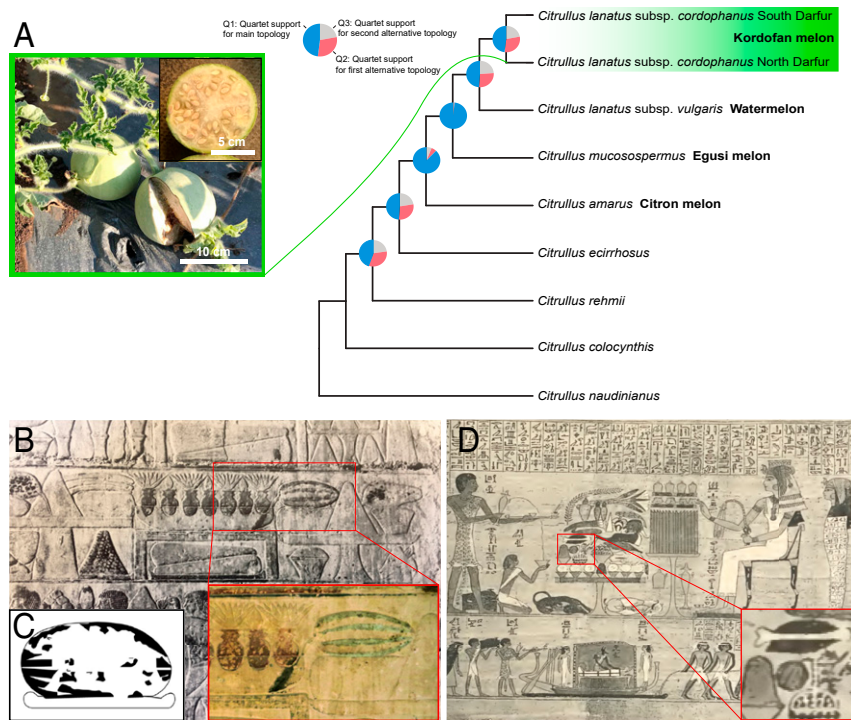 A
Q1: Quartet support
for main topology
Q3: Quartet support
for second alternative topology
Q2: Quartet support
for first alternative topology
5 cm
10 cm
Citrullus lanatus subsp. cordophanus South Darfur
Kordofan melon
Citrullus lanatus subsp. cordophanus North Darfur
Citrullus lanatus subsp. vulgaris Watermelon
Citrullus mucosospermus Egusi melon
Citrullus amarus Citron melon
Citrullus ecirrhosus
Citrullus rehmii
Citrullus colocynthis
Citrullus naudinianus
B
C
D